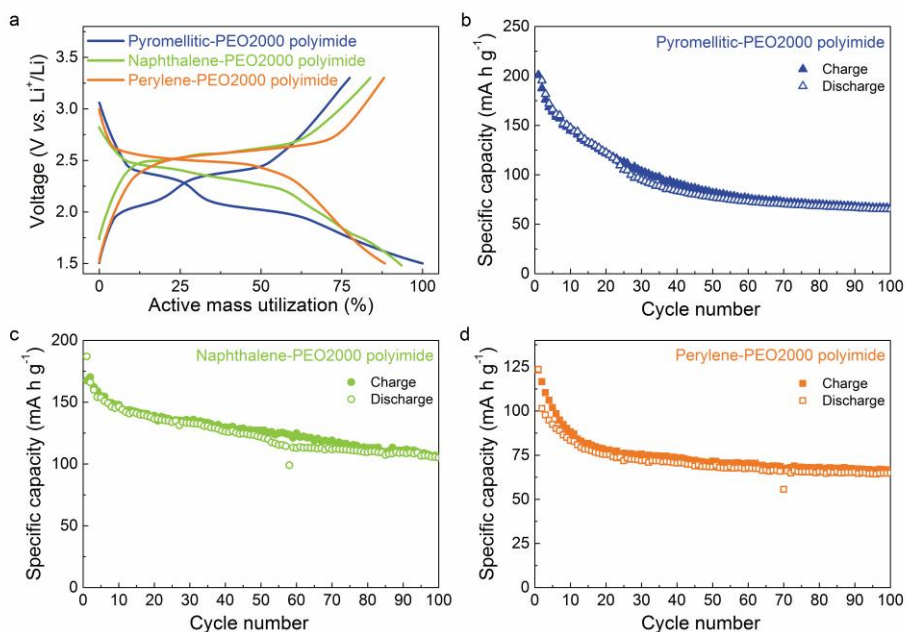 a
Pyromellitic-PEO2000 polyimide
Naphthalene-PEO2000 polyimide
Perylene-PEO2000 polyimide
3.5
3.0
2.5
2.0
1.5
Voltage (V vs. Li⁺/Li)
0 25 50 75 100
Active mass utilization (%)
b
Pyromellitic-PEO2000 polyimide
Charge
Discharge
250
200
150
100
50
0
Specific capacity (mA h g⁻¹)
0 10 20 30 40 50 60 70 80 90 100
Cycle number
c
Naphthalene-PEO2000 polyimide
Charge
Discharge
200
150
100
50
0
Specific capacity (mA h g⁻¹)
0 10 20 30 40 50 60 70 80 90 100
Cycle number
d
Perylene-PEO2000 polyimide
Charge
Discharge
125
100
75
50
25
0
Specific capacity (mA h g⁻¹)
0 10 20 30 40 50 60 70 80 90 100
Cycle number